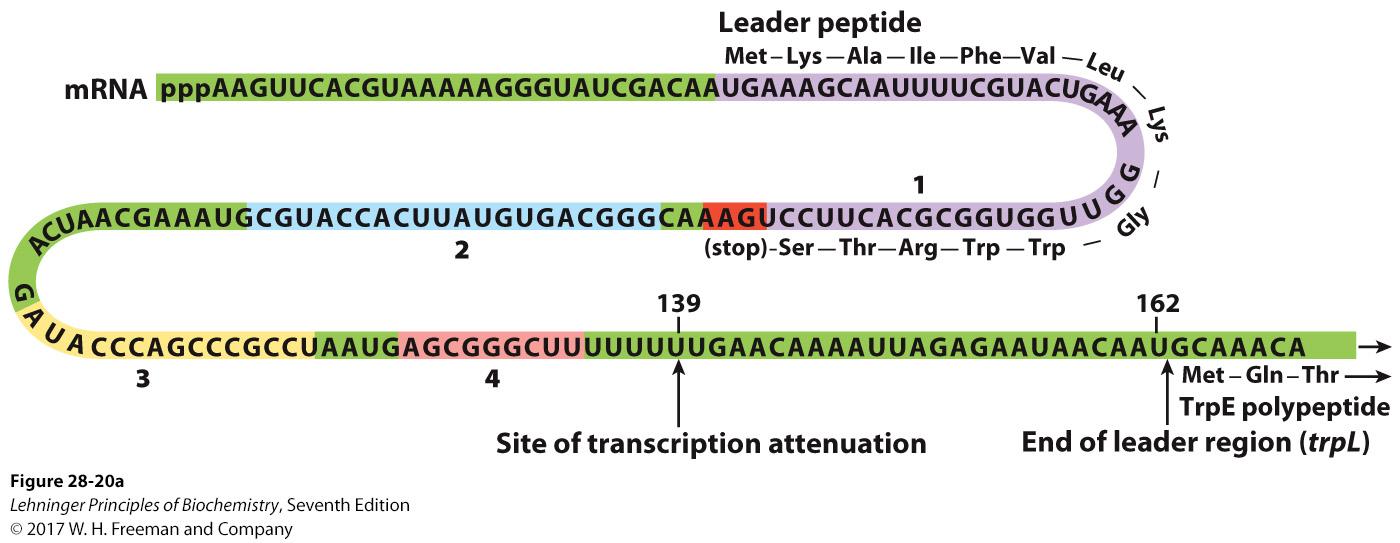 Leader peptide
Met – Lys — Ala — Ile — Phe — Val — Leu — Lys — Gly —
mRNA pppAAGUUCACGUAAAAAGGGUAUCGACAAUGAAAGCAAUUUUCGUACUGAAA
1
ACUAACGAAAUGCGUACCACUUAUGUGACGGGCAAAGUCCUUCACGCGGUGGUUGG
2
(stop)-Ser — Thr — Arg — Trp — Trp
139 162
GAUACCCAGCCCGCCUAAUGAGCGGGCUUUUUUUUGAACAAAAUUAGAGAAUAACAAUGCAAACA
3 4
Met – Gln – Thr
TrpE polypeptide
Site of transcription attenuation
End of leader region (trpL)
Figure 28-20a
Lehninger Principles of Biochemistry, Seventh Edition
© 2017 W. H. Freeman and Company